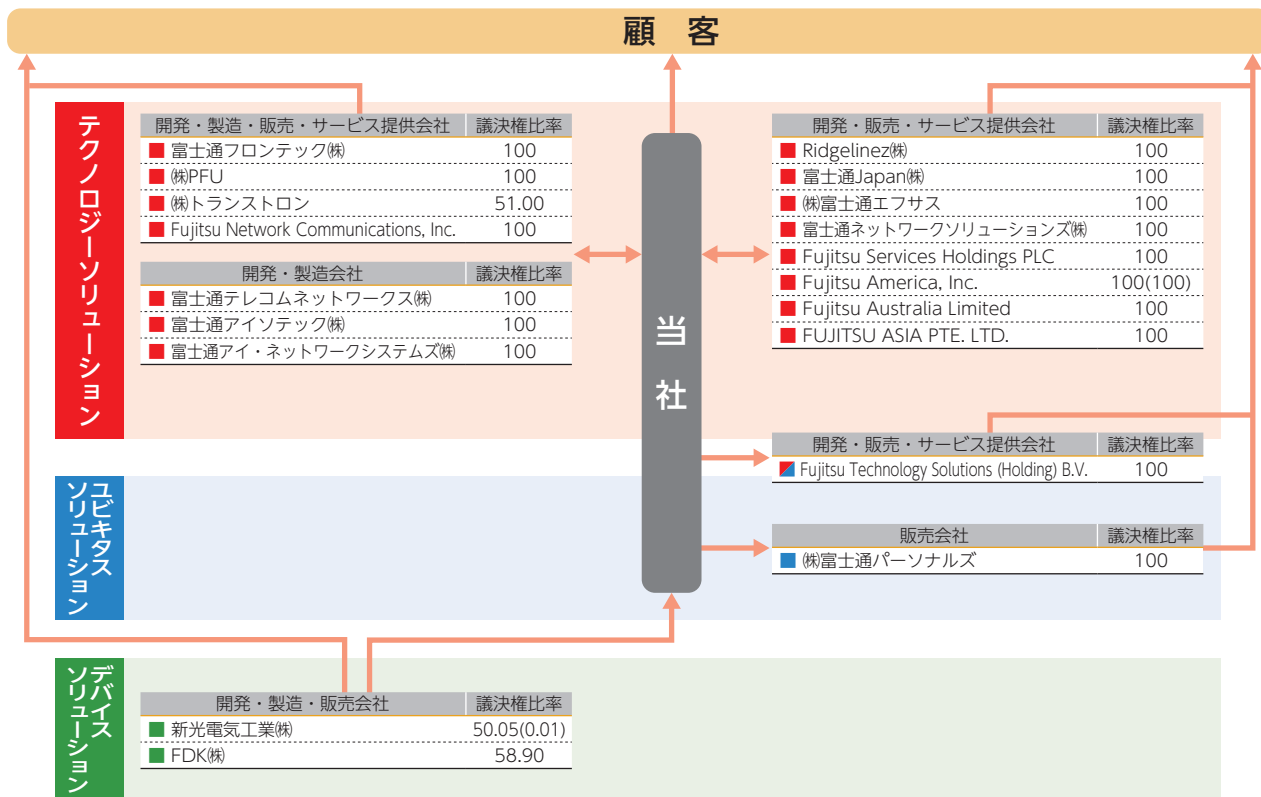 顧 客
テクノロジーソリューション
開発・製造・販売・サービス提供会社 議決権比率
富士通フロンテック㈱ 100
㈱PFU 100
㈱トランストロン 51.00
Fujitsu Network Communications, Inc. 100
開発・製造会社 議決権比率
富士通テレコムネットワークス㈱ 100
富士通アイソテック㈱ 100
富士通アイ・ネットワークシステムズ㈱ 100
当社
開発・販売・サービス提供会社 議決権比率
Ridgelinez㈱ 100
富士通Japan㈱ 100
㈱富士通エフサス 100
富士通ネットワークソリューションズ㈱ 100
Fujitsu Services Holdings PLC 100
Fujitsu America, Inc. 100(100)
Fujitsu Australia Limited 100
FUJITSU ASIA PTE. LTD. 100
開発・販売・サービス提供会社 議決権比率
Fujitsu Technology Solutions (Holding) B.V. 100
ユビキタス
ソリューション
販売会社 議決権比率
㈱富士通パーソナルズ 100
デバイス
ソリューション
開発・製造・販売会社 議決権比率
新光電気工業㈱ 50.05(0.01)
FDK㈱ 58.90